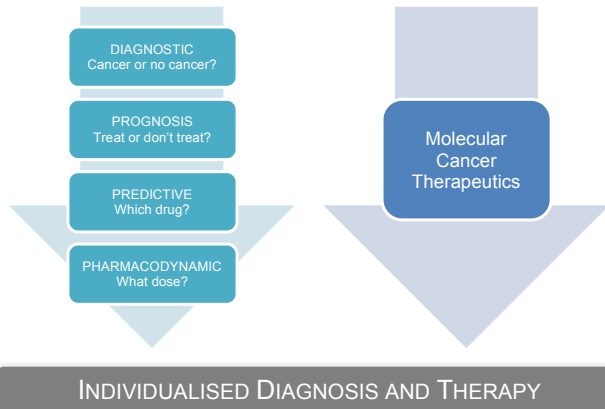 DIAGNOSTIC
Cancer or no cancer?
PROGNOSIS
Treat or don't treat?
PREDICTIVE
Which drug?
PHARMACODYNAMIC
What dose?
Molecular
Cancer
Therapeutics
INDIVIDUALISED DIAGNOSIS AND THERAPY